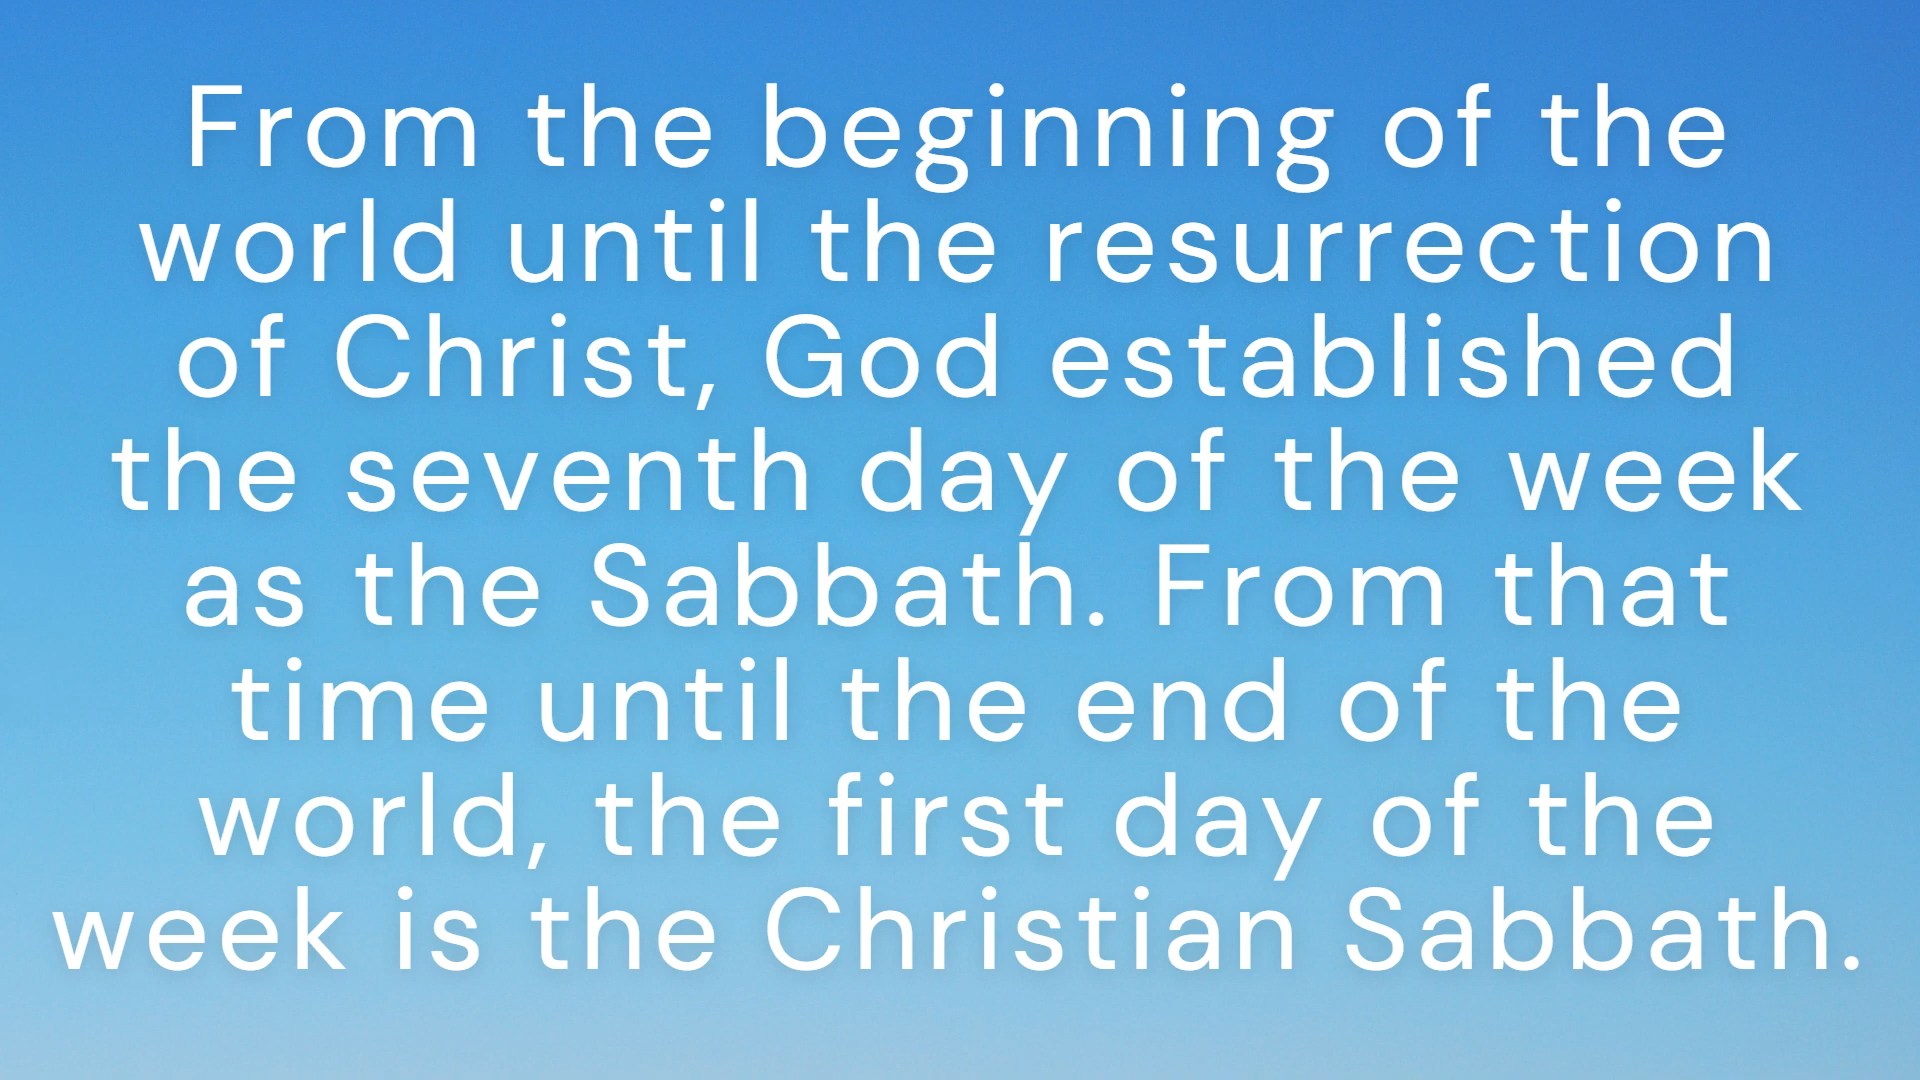 From the beginning of the
world until the resurrection
of Christ, God established
the seventh day of the week
as the Sabbath. From that
time until the end of the
world, the first day of the
week is the Christian Sabbath.